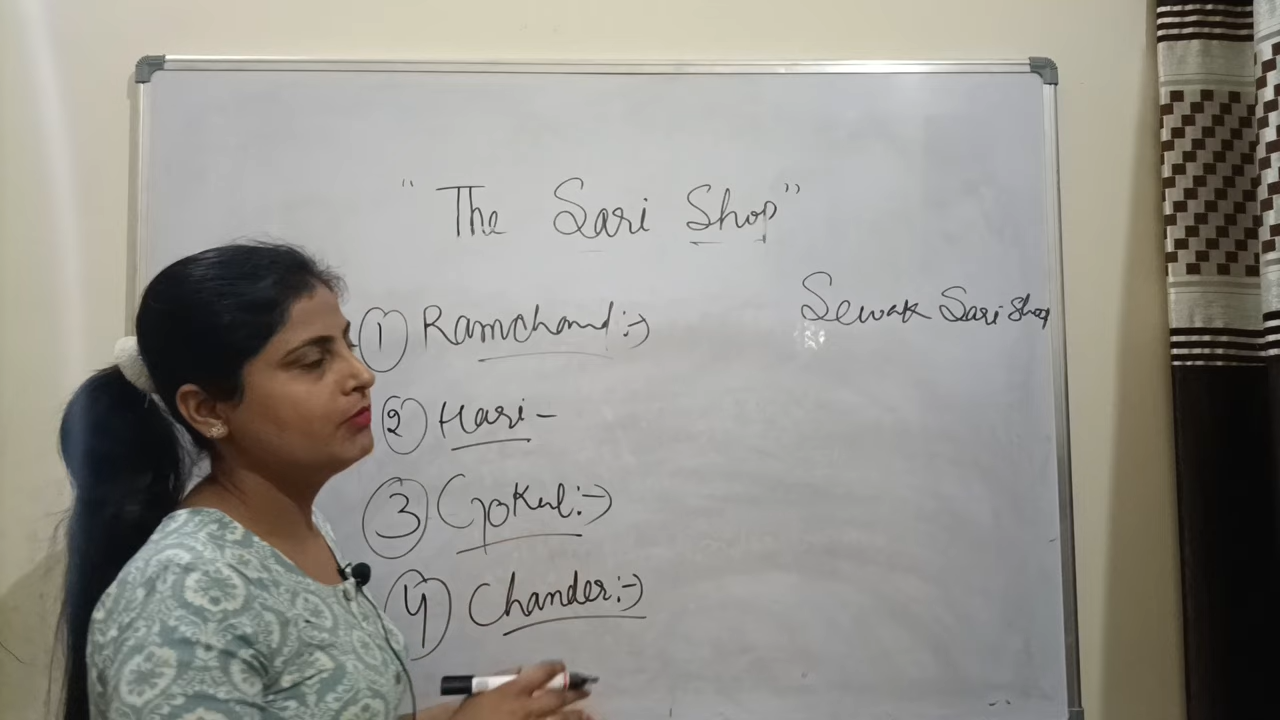 " The Sari Shop"
Sewak Sari Shop
① Ramchand :-)
② Hari -
③ Gokul :-)
④ Chander :-)